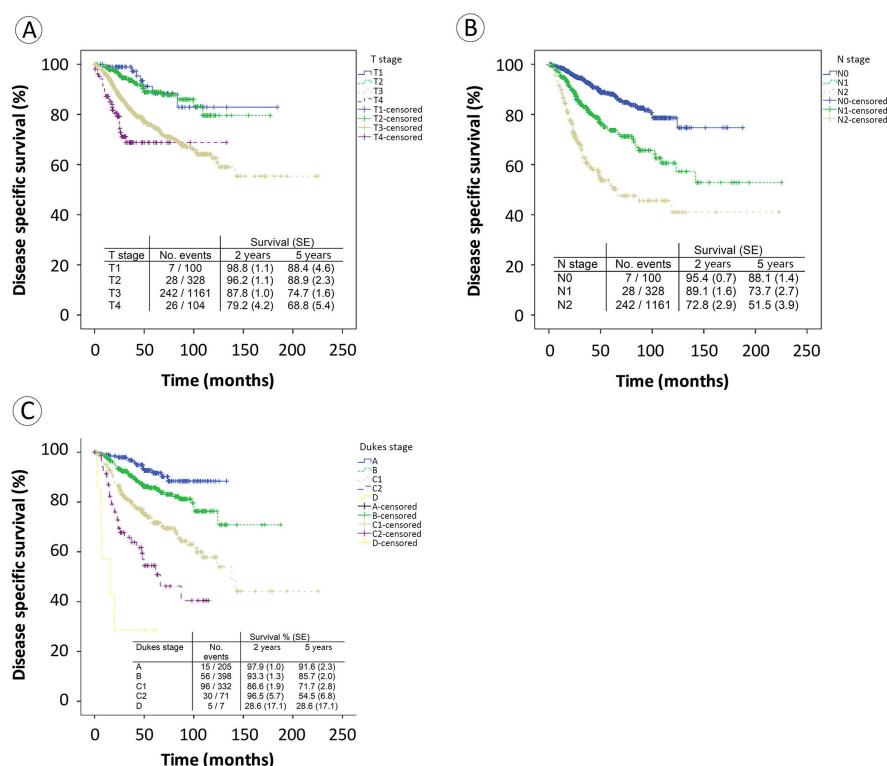 A
T stage
T1
T2
T3
T4
T1-censored
T2-censored
T3-censored
T4-censored
Disease specific survival (%)
100
80
60
40
20
0
Survival (SE)
T stage No. events 2 years 5 years
T1 7 / 100 98.8 (1.1) 88.4 (4.6)
T2 28 / 328 96.2 (1.1) 88.9 (2.3)
T3 242 / 1161 87.8 (1.0) 74.7 (1.6)
T4 26 / 104 79.2 (4.2) 68.8 (5.4)
0 50 100 150 200 250
Time (months)
B
N stage
N0
N1
N2
N0-censored
N1-censored
N2-censored
Disease specific survival (%)
100
80
60
40
20
0
Survival (SE)
N stage No. events 2 years 5 years
N0 7 / 100 95.4 (0.7) 88.1 (1.4)
N1 28 / 328 89.1 (1.6) 73.7 (2.7)
N2 242 / 1161 72.8 (2.9) 51.5 (3.9)
0 50 100 150 200 250
Time (months)
C
Dukes stage
A
B
C1
C2
D
A-censored
B-censored
C1-censored
C2-censored
D-censored
Disease specific survival (%)
100
80
60
40
20
0
Survival % (SE)
Dukes stage No. events 2 years 5 years
A 15 / 205 97.9 (1.0) 91.6 (2.3)
B 56 / 398 93.3 (1.3) 85.7 (2.0)
C1 96 / 332 86.6 (1.9) 71.7 (2.8)
C2 30 / 71 96.5 (5.7) 54.5 (6.8)
D 5 / 7 28.6 (17.1) 28.6 (17.1)
0 50 100 150 200 250
Time (months)